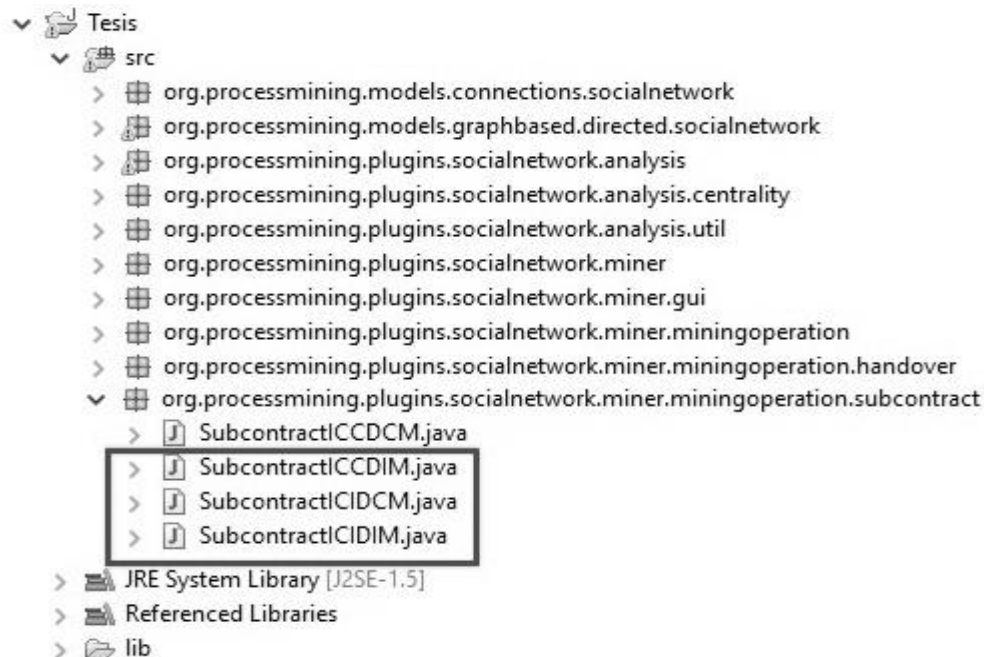 Tesis
src
org.processmining.models.connections.socialnetwork
org.processmining.models.graphbased.directed.socialnetwork
org.processmining.plugins.socialnetwork.analysis
org.processmining.plugins.socialnetwork.analysis.centrality
org.processmining.plugins.socialnetwork.analysis.util
org.processmining.plugins.socialnetwork.miner
org.processmining.plugins.socialnetwork.miner.gui
org.processmining.plugins.socialnetwork.miner.miningoperation
org.processmining.plugins.socialnetwork.miner.miningoperation.handover
org.processmining.plugins.socialnetwork.miner.miningoperation.subcontract
SubcontractICCDCM.java
SubcontractICCDIM.java
SubcontractICIDCM.java
SubcontractICIDIM.java
JRE System Library [J2SE-1.5]
Referenced Libraries
lib